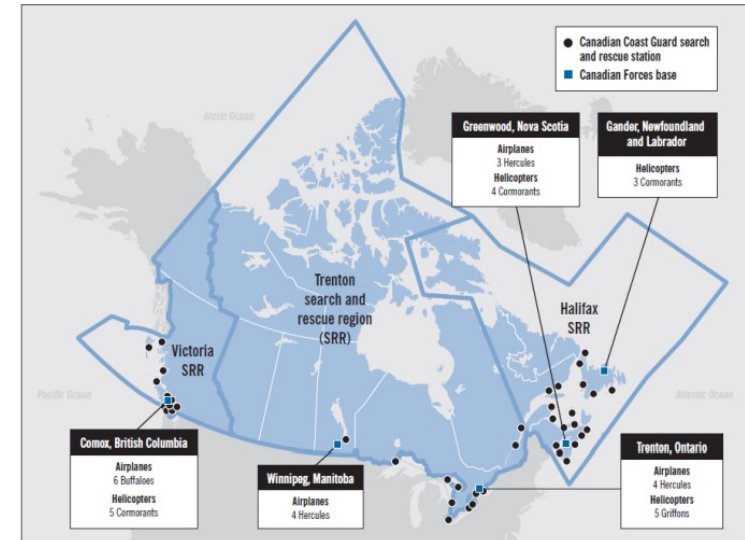 Canadian Coast Guard search
and rescue station
Canadian Forces base
Arctic Ocean
Greenwood, Nova Scotia
Airplanes
3 Hercules
Helicopters
4 Cormorants
Gander, Newfoundland
and Labrador
Helicopters
3 Cormorants
Trenton
search and
rescue region
(SRR)
Halifax
SRR
Victoria
SRR
Pacific Ocean
Atlantic Ocean
Comox, British Columbia
Airplanes
6 Buffaloes
Helicopters
5 Cormorants
Winnipeg, Manitoba
Airplanes
4 Hercules
Trenton, Ontario
Airplanes
4 Hercules
Helicopters
5 Griffons